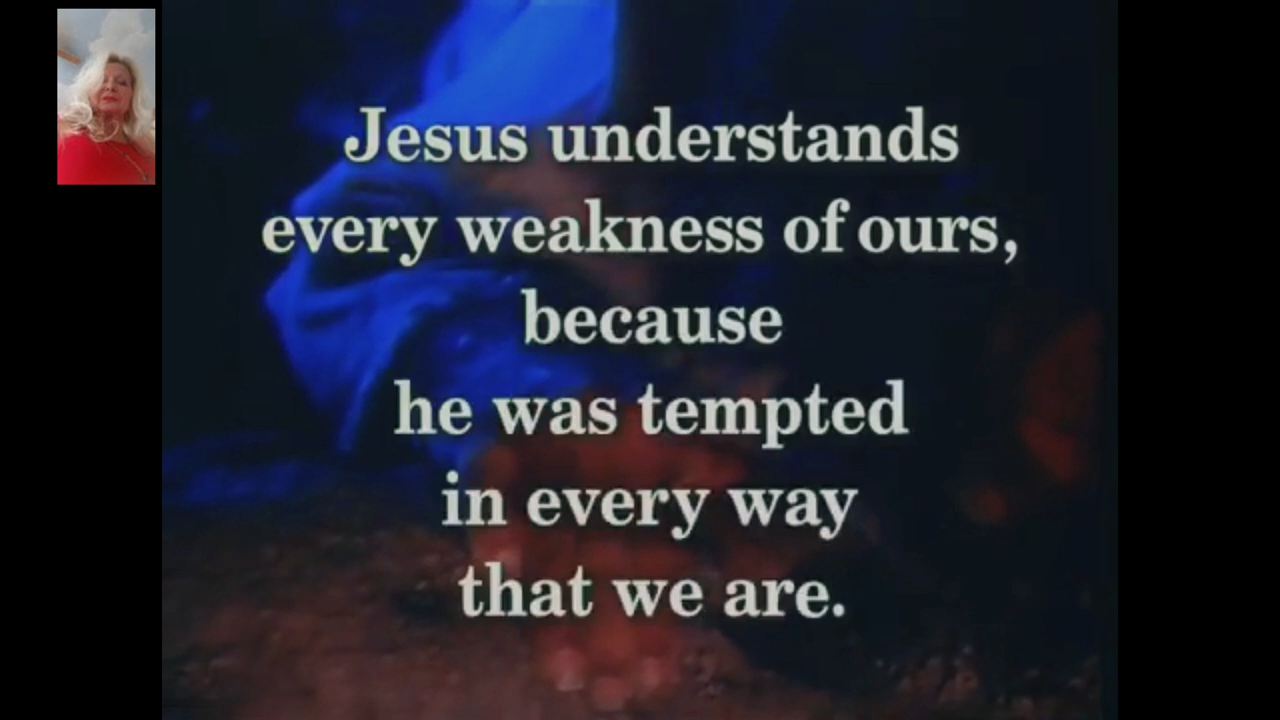 Jesus understands
every weakness of ours,
because
he was tempted
in every way
that we are.